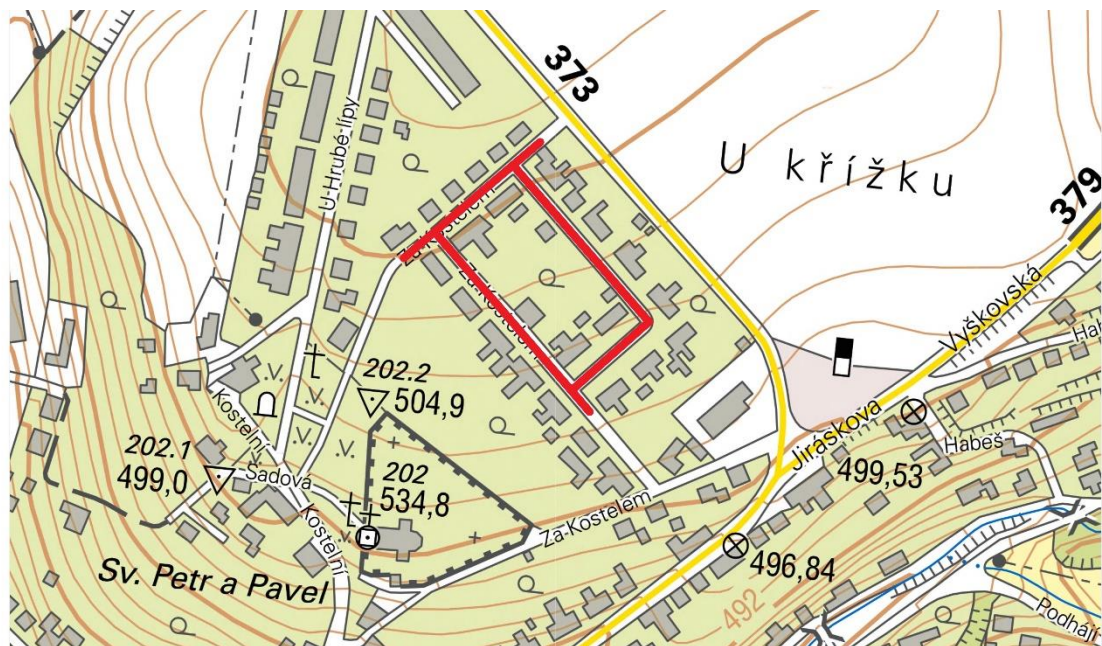 373
U křížku
379
U Hrubé lípy
Za-Kostelem
Za-Kostelem
Vyškovská
202.2
504,9
Kostelní
Jiráskova
Habeš
202.1
499,0
Sadová
202
534,8
499,53
Kostelní
Za-Kostelem
496,84
Sv. Petr a Pavel
492
Podhájí